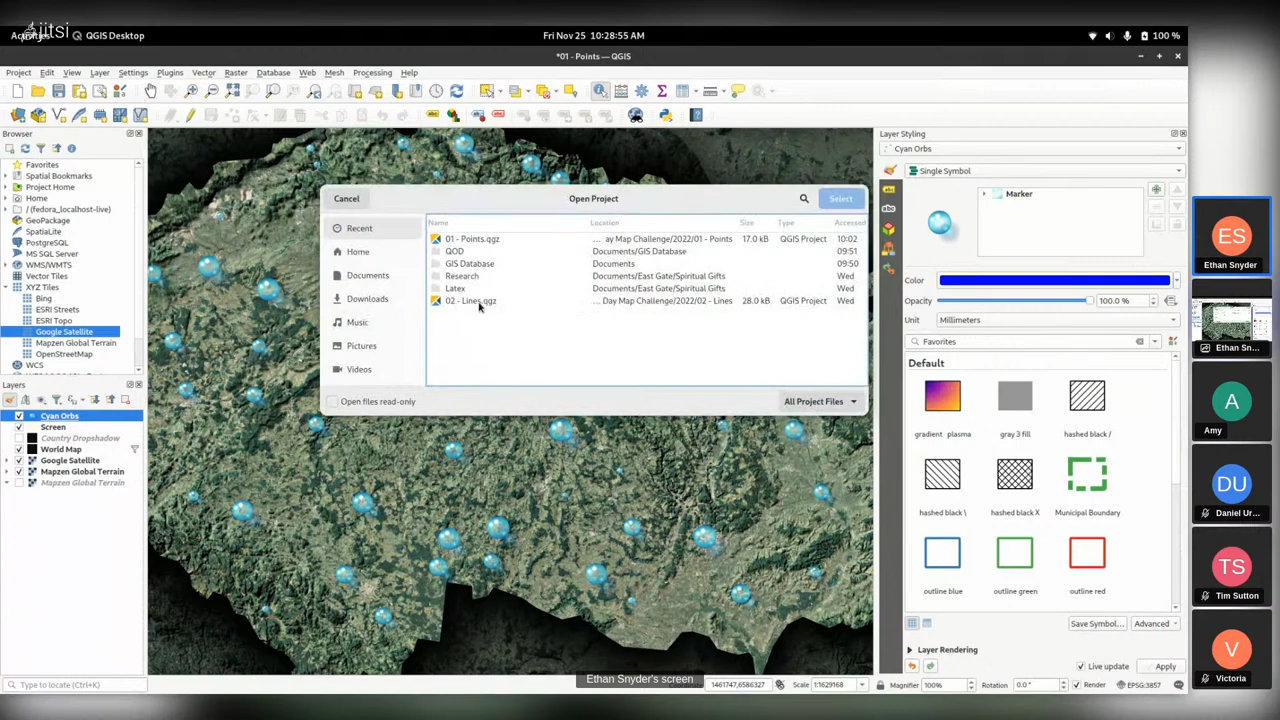 jitsi
QGIS Desktop
Fri Nov 25 10:28:55 AM
100 %
*01 - Points — QGIS
Project Edit View Layer Settings Plugins Vector Raster Database Web Mesh Processing Help
Browser
Favorites
Spatial Bookmarks
Project Home
Home
/ (fedora_localhost-live)
GeoPackage
SpatiaLite
PostgreSQL
MS SQL Server
WMS/WMTS
Vector Tiles
XYZ Tiles
Bing
ESRI Streets
ESRI Topo
Google Satellite
Mapzen Global Terrain
OpenStreetMap
WCS
Layers
Cyan Orbs
Screen
Country Dropshadow
World Map
Google Satellite
Mapzen Global Terrain
Mapzen Global Terrain
Cancel
Open Project
Select
Recent
Home
Documents
Downloads
Music
Pictures
Videos
Name Location Size Type Accessed
01 - Points.qgz ... ay Map Challenge/2022/01 - Points 17.0 kB QGIS Project 10:02
QOD Documents/GIS Database 09:51
GIS Database Documents 09:50
Research Documents/East Gate/Spiritual Gifts Wed
Latex Documents/East Gate/Spiritual Gifts Wed
02 - Lines.qgz ... Day Map Challenge/2022/02 - Lines 28.0 kB QGIS Project Wed
Open files read-only
All Project Files
Layer Styling
Cyan Orbs
Single Symbol
Marker
Color
Opacity 100.0 %
Unit Millimeters
Favorites
Default
gradient plasma
gray 3 fill
hashed black /
hashed black \
hashed black X
Municipal Boundary
outline blue
outline green
outline red
Save Symbol...
Advanced
Layer Rendering
Live update
Apply
Type to locate (Ctrl+K)
Ethan Snyder's screen
1461747,6586327
Scale 1:1629168
Magnifier 100%
Rotation 0.0 °
Render
EPSG:3857
ES
Ethan Snyder
Ethan Sn...
A
Amy
DU
Daniel Ur...
TS
Tim Sutton
V
Victoria